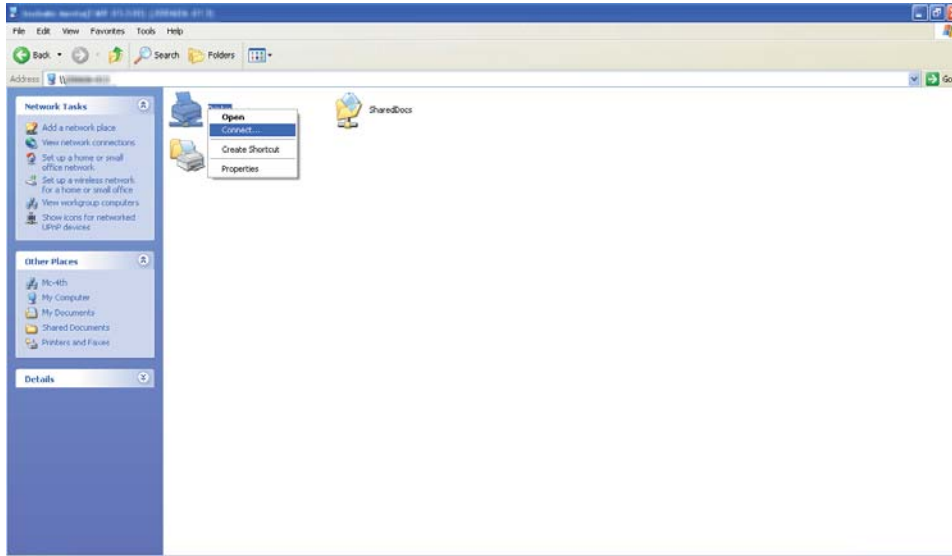 File Edit View Favorites Tools Help
Back Search Folders
Address \\
Go
Network Tasks
Add a network place
View network connections
Set up a home or small
office network
Set up a wireless network
for a home or small office
View workgroup computers
Show icons for networked
UPnP devices
Other Places
Mc-4th
My Computer
My Documents
Shared Documents
Printers and Faxes
Details
Open
Connect...
Create Shortcut
Properties
SharedDocs